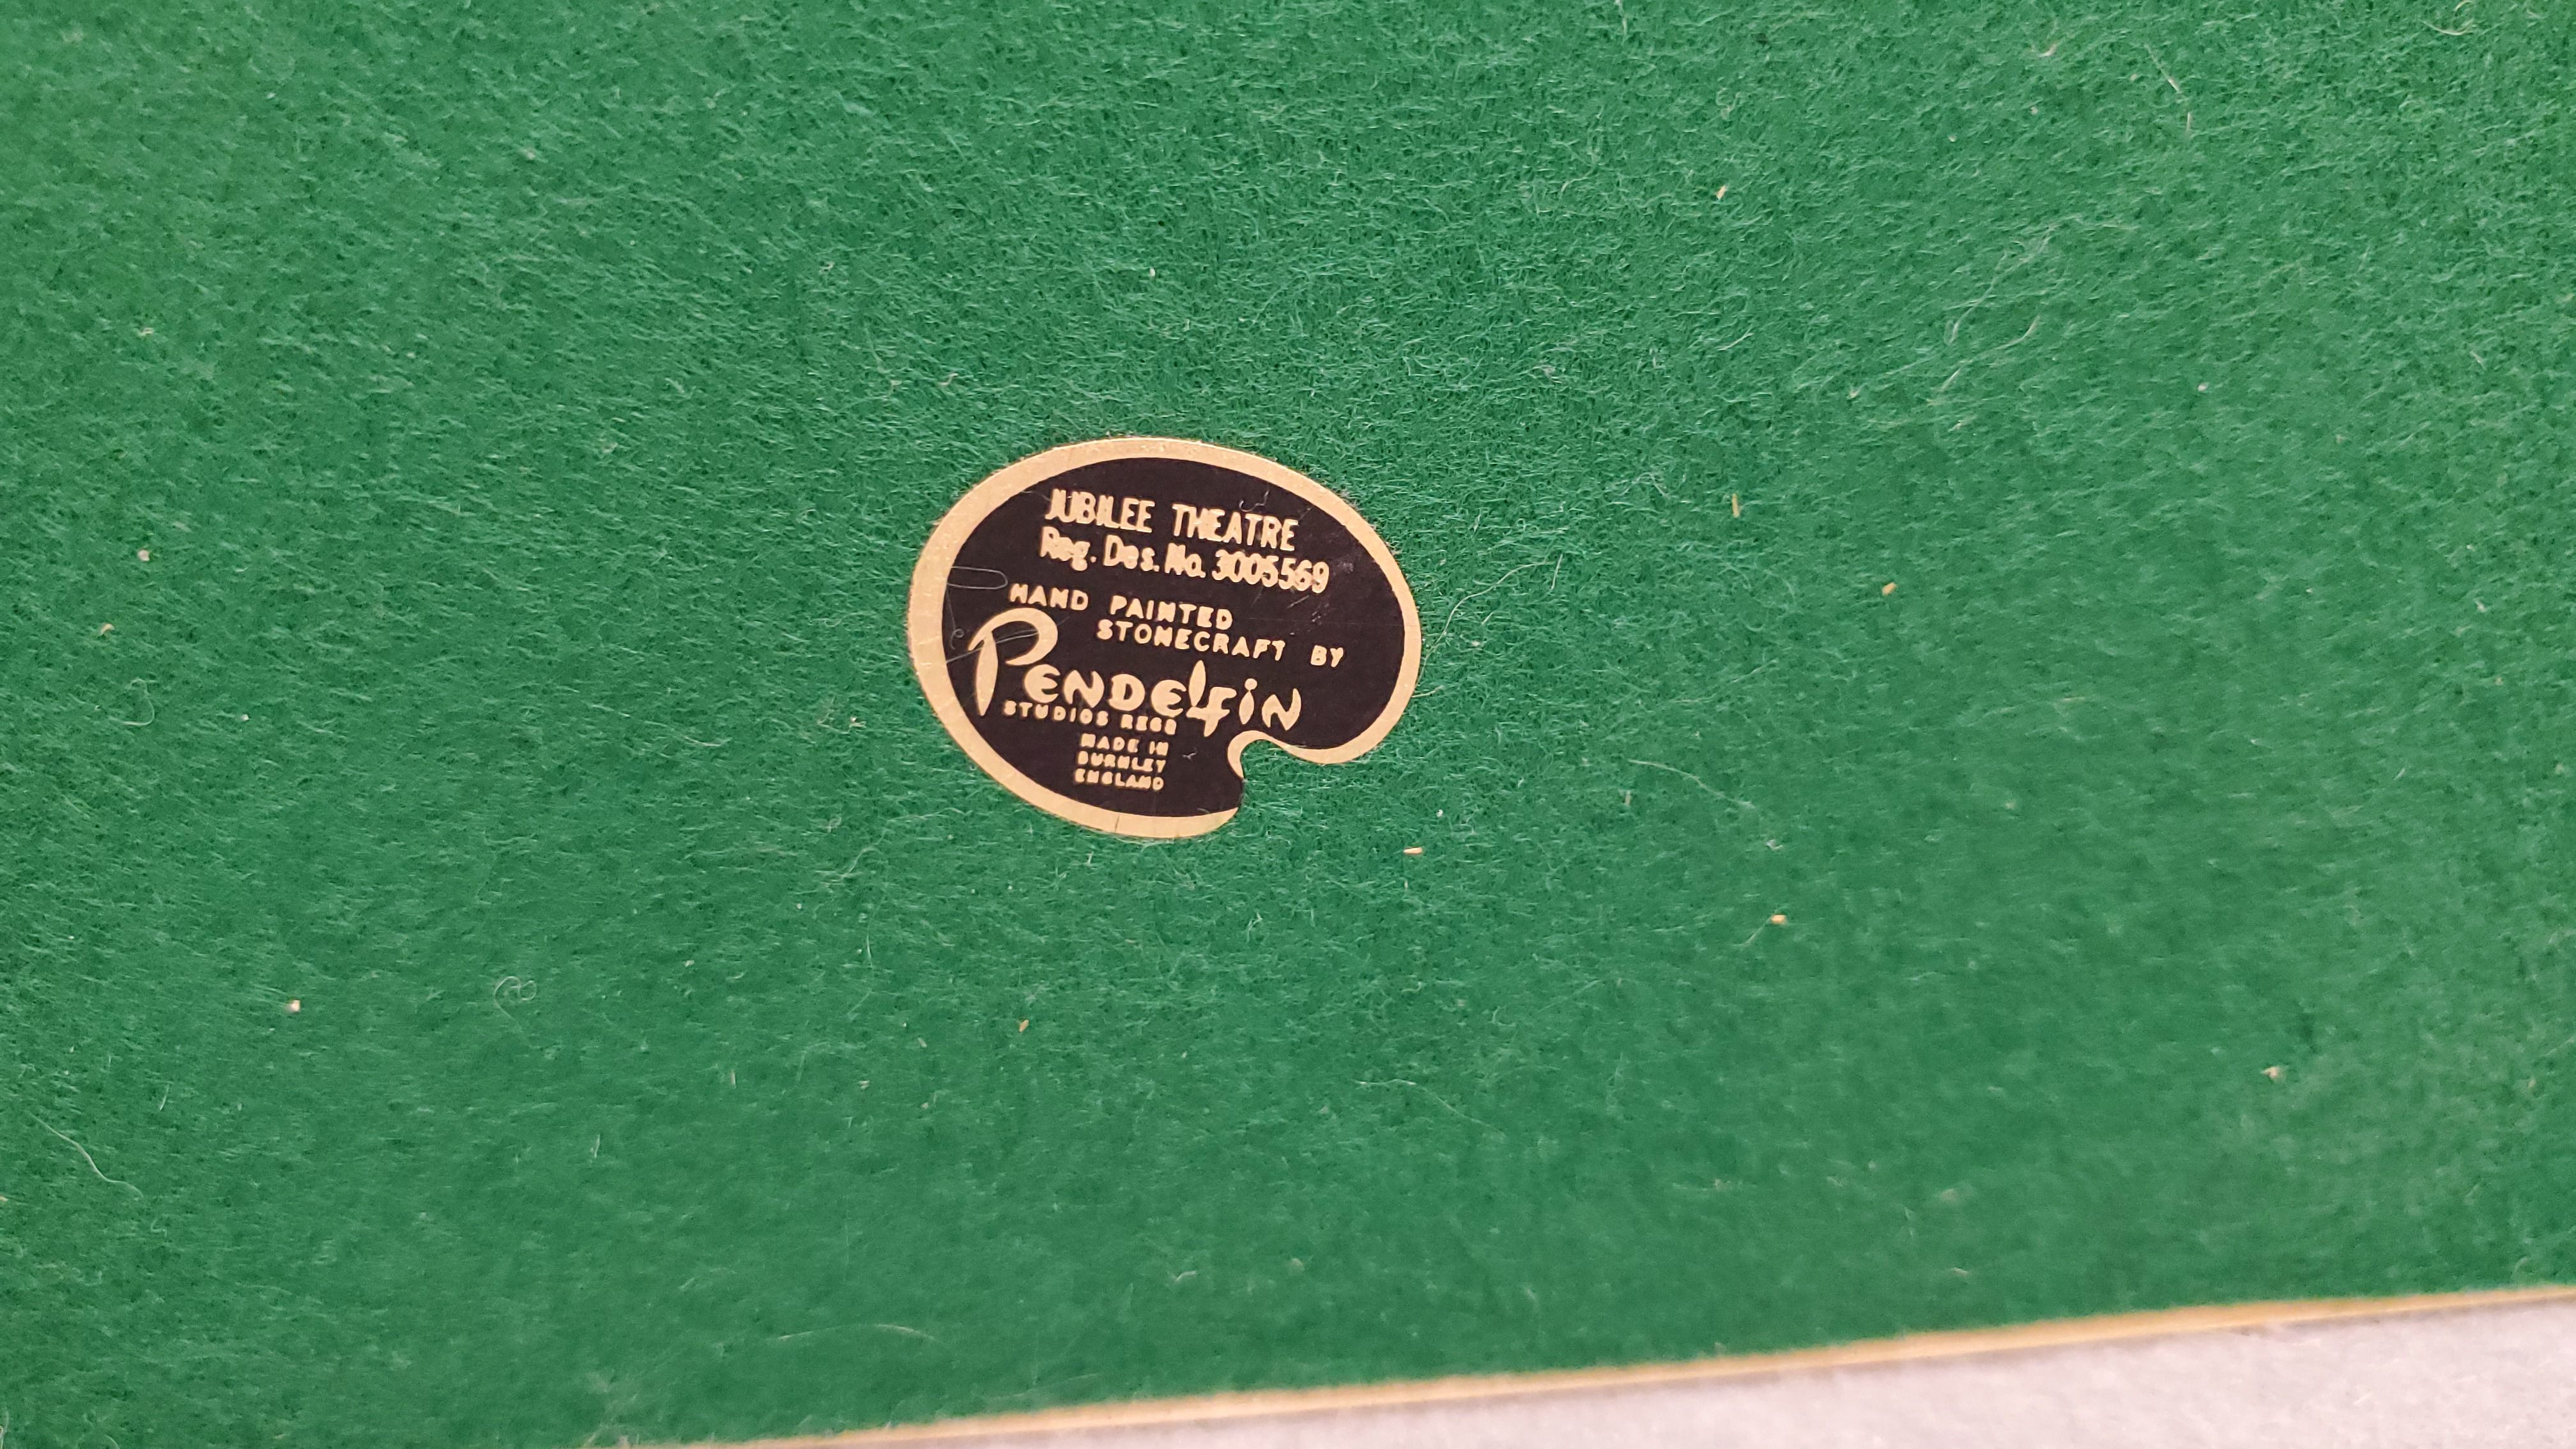 JUBILEE THEATRE
Reg. Des. No. 3005569
HAND PAINTED
STONECRAFT BY
PENDELFIN
STUDIOS REGD
MADE IN
BURNLEY
ENGLAND